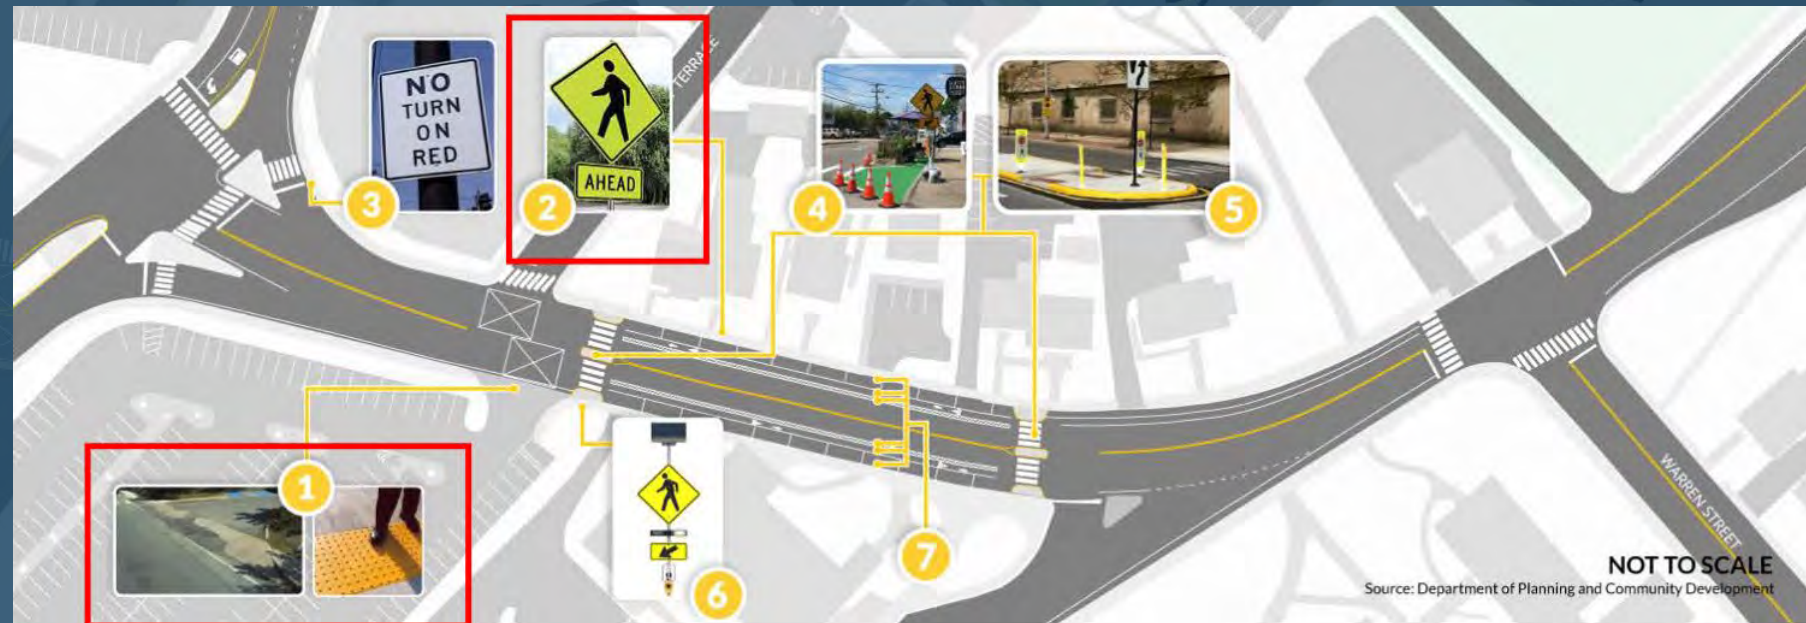 NO
TURN
ON
RED
3
AHEAD
2
TERRACE
4
5
1
6
7
WARREN STREET
NOT TO SCALE
Source: Department of Planning and Community Development